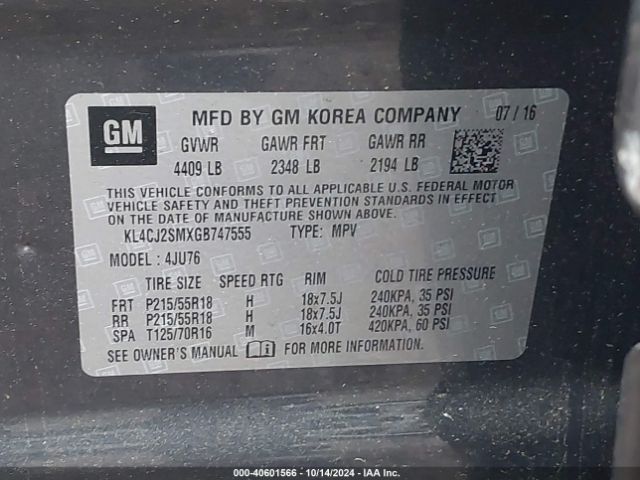 GM
MFD BY GM KOREA COMPANY 07 / 16
GVWR GAWR FRT GAWR RR
4409 LB 2348 LB 2194 LB
THIS VEHICLE CONFORMS TO ALL APPLICABLE U.S. FEDERAL MOTOR
VEHICLE SAFETY AND THEFT PREVENTION STANDARDS IN EFFECT
ON THE DATE OF MANUFACTURE SHOWN ABOVE.
KL4CJ2SMXGB747555 TYPE: MPV
MODEL : 4JU76
TIRE SIZE SPEED RTG RIM COLD TIRE PRESSURE
FRT P215/55R18 H 18x7.5J 240KPA, 35 PSI
RR P215/55R18 H 18x7.5J 240KPA, 35 PSI
SPA T125/70R16 M 16x4.0T 420KPA, 60 PSI
SEE OWNER'S MANUAL FOR MORE INFORMATION.
000-40601566 | 10/14/2024 | IAA Inc.